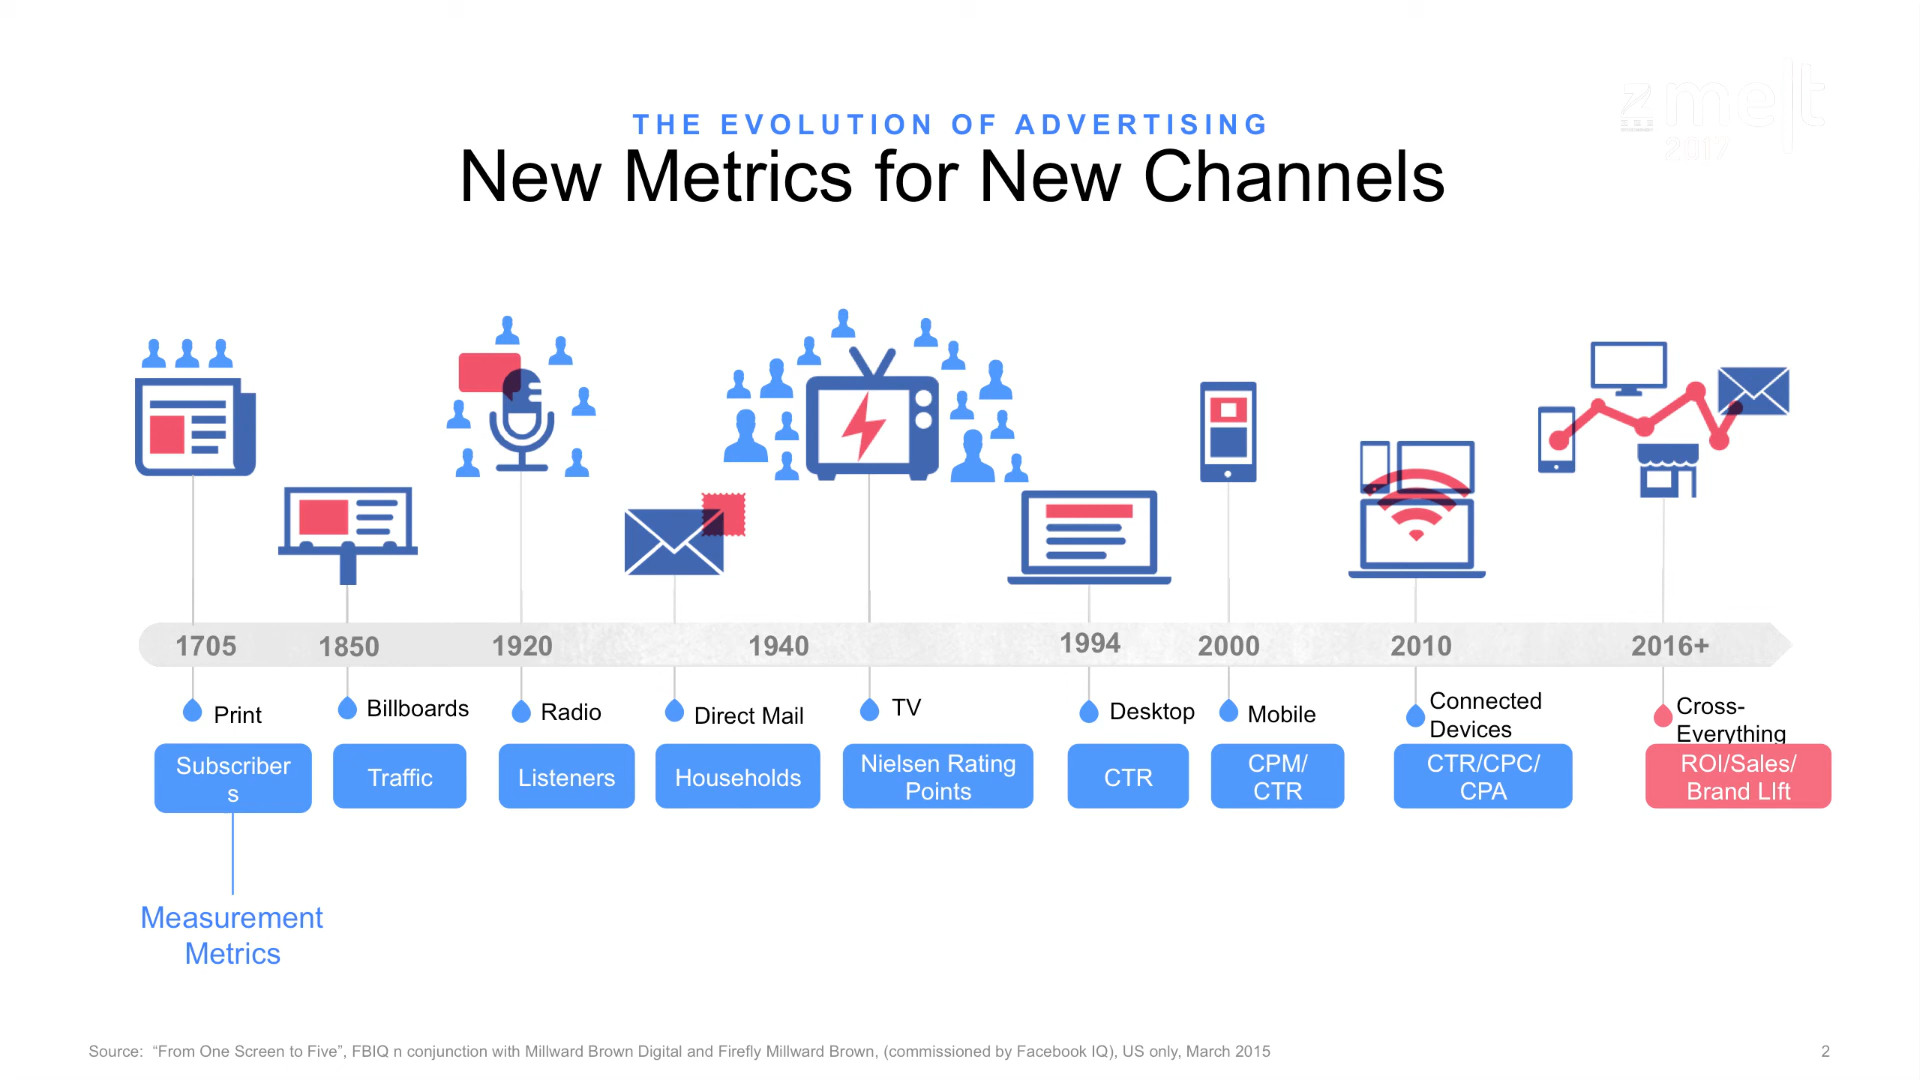 zmelt
2017
THE EVOLUTION OF ADVERTISING
New Metrics for New Channels
1705 1850 1920 1940 1994 2000 2010 2016+
Print
Billboards
Radio
Direct Mail
TV
Desktop
Mobile
Connected
Devices
Cross-
Everything
Subscriber
s
Traffic
Listeners
Households
Nielsen Rating
Points
CTR
CPM/
CTR
CTR/CPC/
CPA
ROI/Sales/
Brand LIft
Measurement
Metrics
Source:  “From One Screen to Five”, FBIQ n conjunction with Millward Brown Digital and Firefly Millward Brown, (commissioned by Facebook IQ), US only, March 2015
2